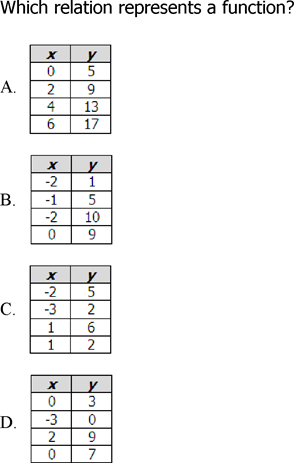 Which relation represents a function?
A.
x y
0 5
2 9
4 13
6 17
B.
x y
-2 1
-1 5
-2 10
0 9
C.
x y
-2 5
-3 2
1 6
1 2
D.
x y
0 3
-3 0
2 9
0 7